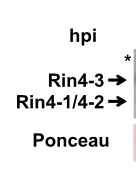 hpi
*
Rin4-3 →
Rin4-1/4-2 →
Ponceau